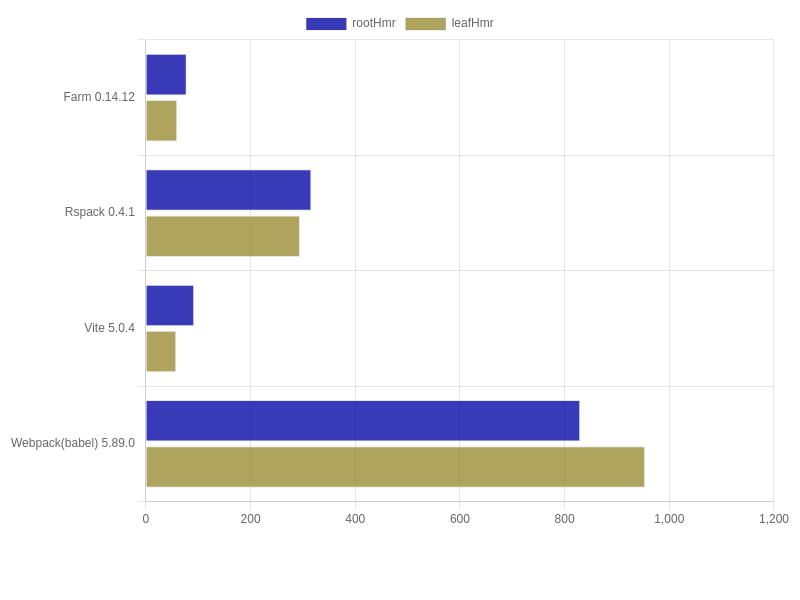 rootHmr leafHmr
Farm 0.14.12
Rspack 0.4.1
Vite 5.0.4
Webpack(babel) 5.89.0
0 200 400 600 800 1,000 1,200